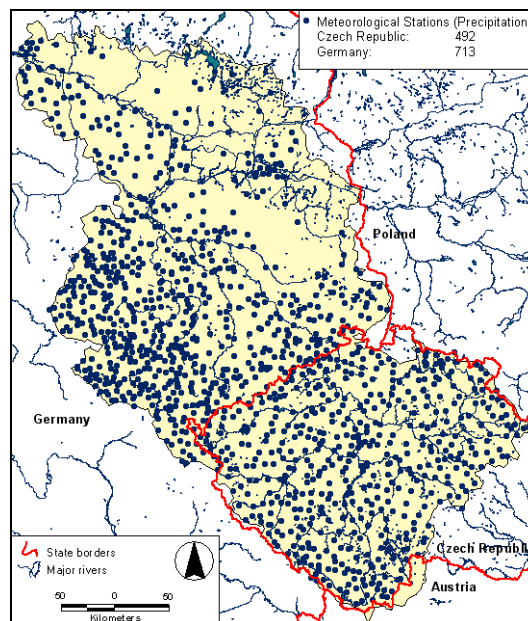 Meteorological Stations (Precipitation
Czech Republic: 492
Germany: 713
Poland
Germany
Czech Republi
Austria
State borders
Major rivers
50 0 50
Kilometers